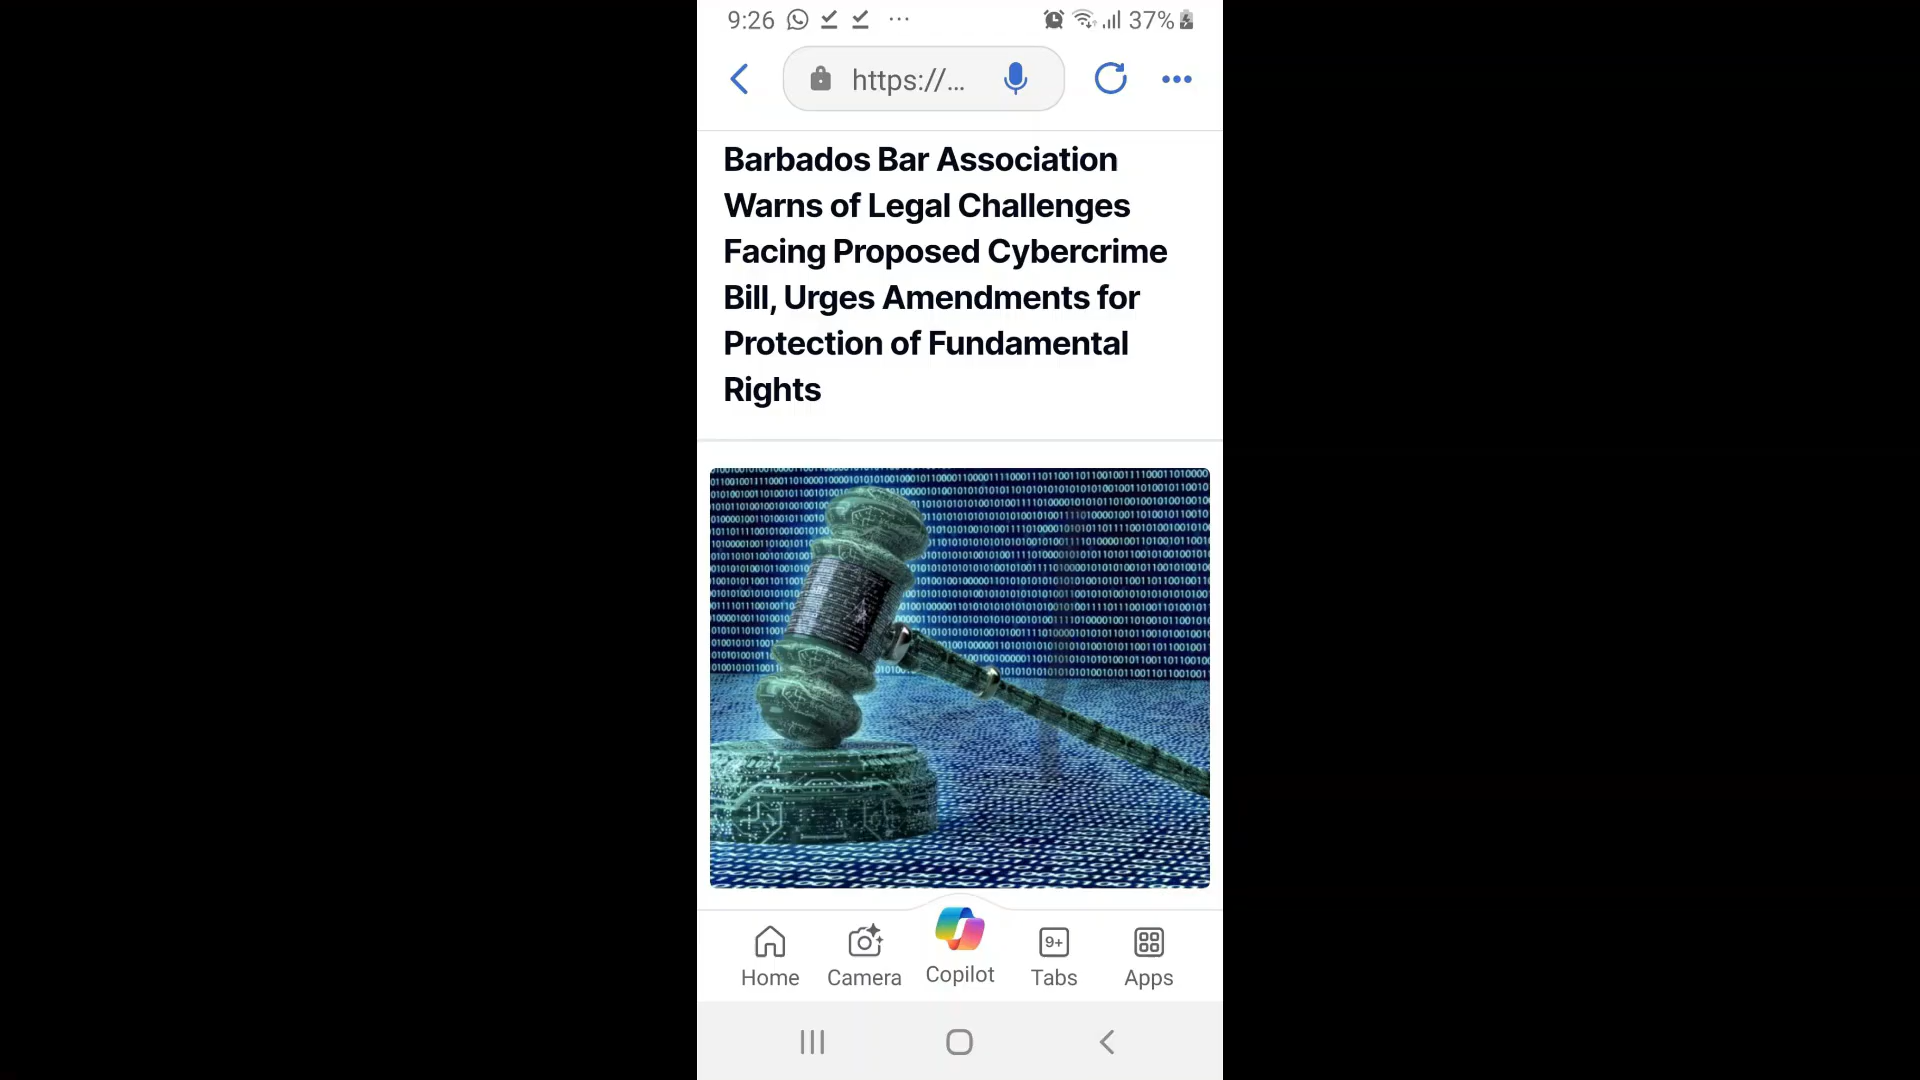 9:26
37%
https://...
Barbados Bar Association
Warns of Legal Challenges
Facing Proposed Cybercrime
Bill, Urges Amendments for
Protection of Fundamental
Rights
9+
Home Camera Copilot Tabs Apps